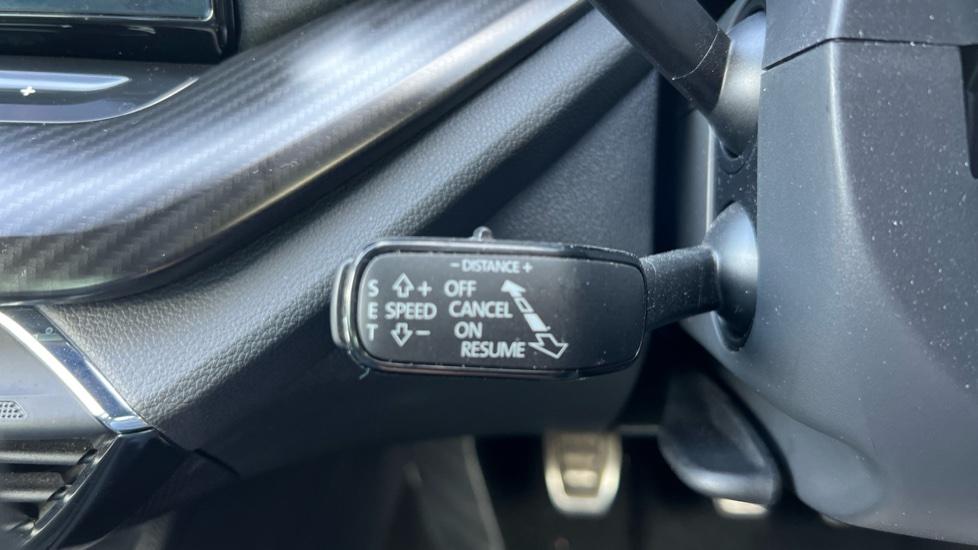 − DISTANCE +
S + OFF
E SPEED CANCEL
T − ON
RESUME